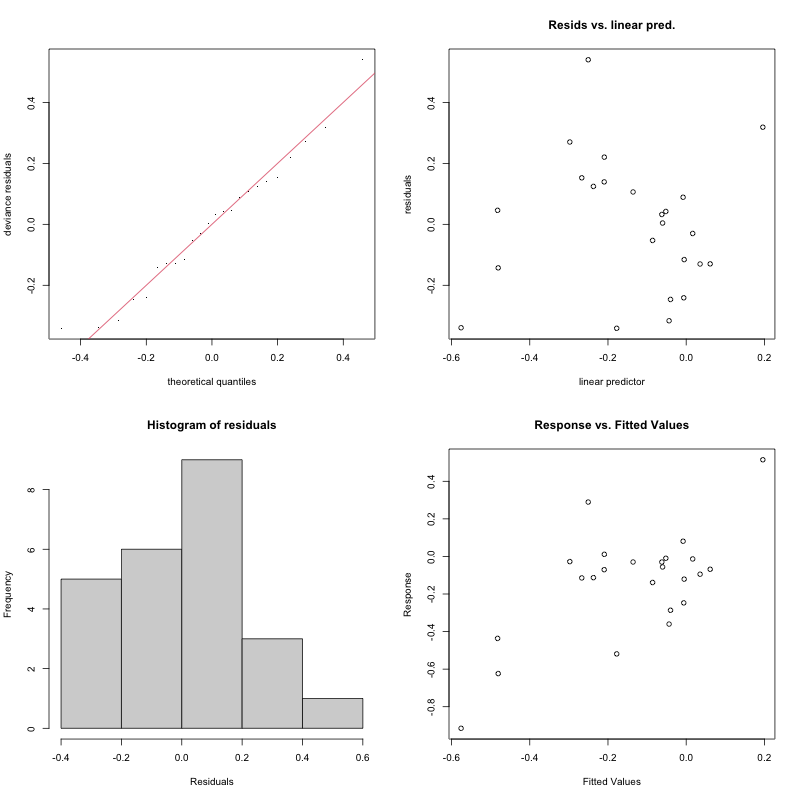 deviance residuals
0.4
0.2
0.0
-0.2
-0.4 -0.2 0.0 0.2 0.4
theoretical quantiles
Resids vs. linear pred.
residuals
0.4
0.2
0.0
-0.2
-0.6 -0.4 -0.2 0.0 0.2
linear predictor
Histogram of residuals
Frequency
8
6
4
2
0
-0.4 -0.2 0.0 0.2 0.4 0.6
Residuals
Response vs. Fitted Values
Response
0.4
0.2
0.0
-0.2
-0.4
-0.6
-0.8
-0.6 -0.4 -0.2 0.0 0.2
Fitted Values